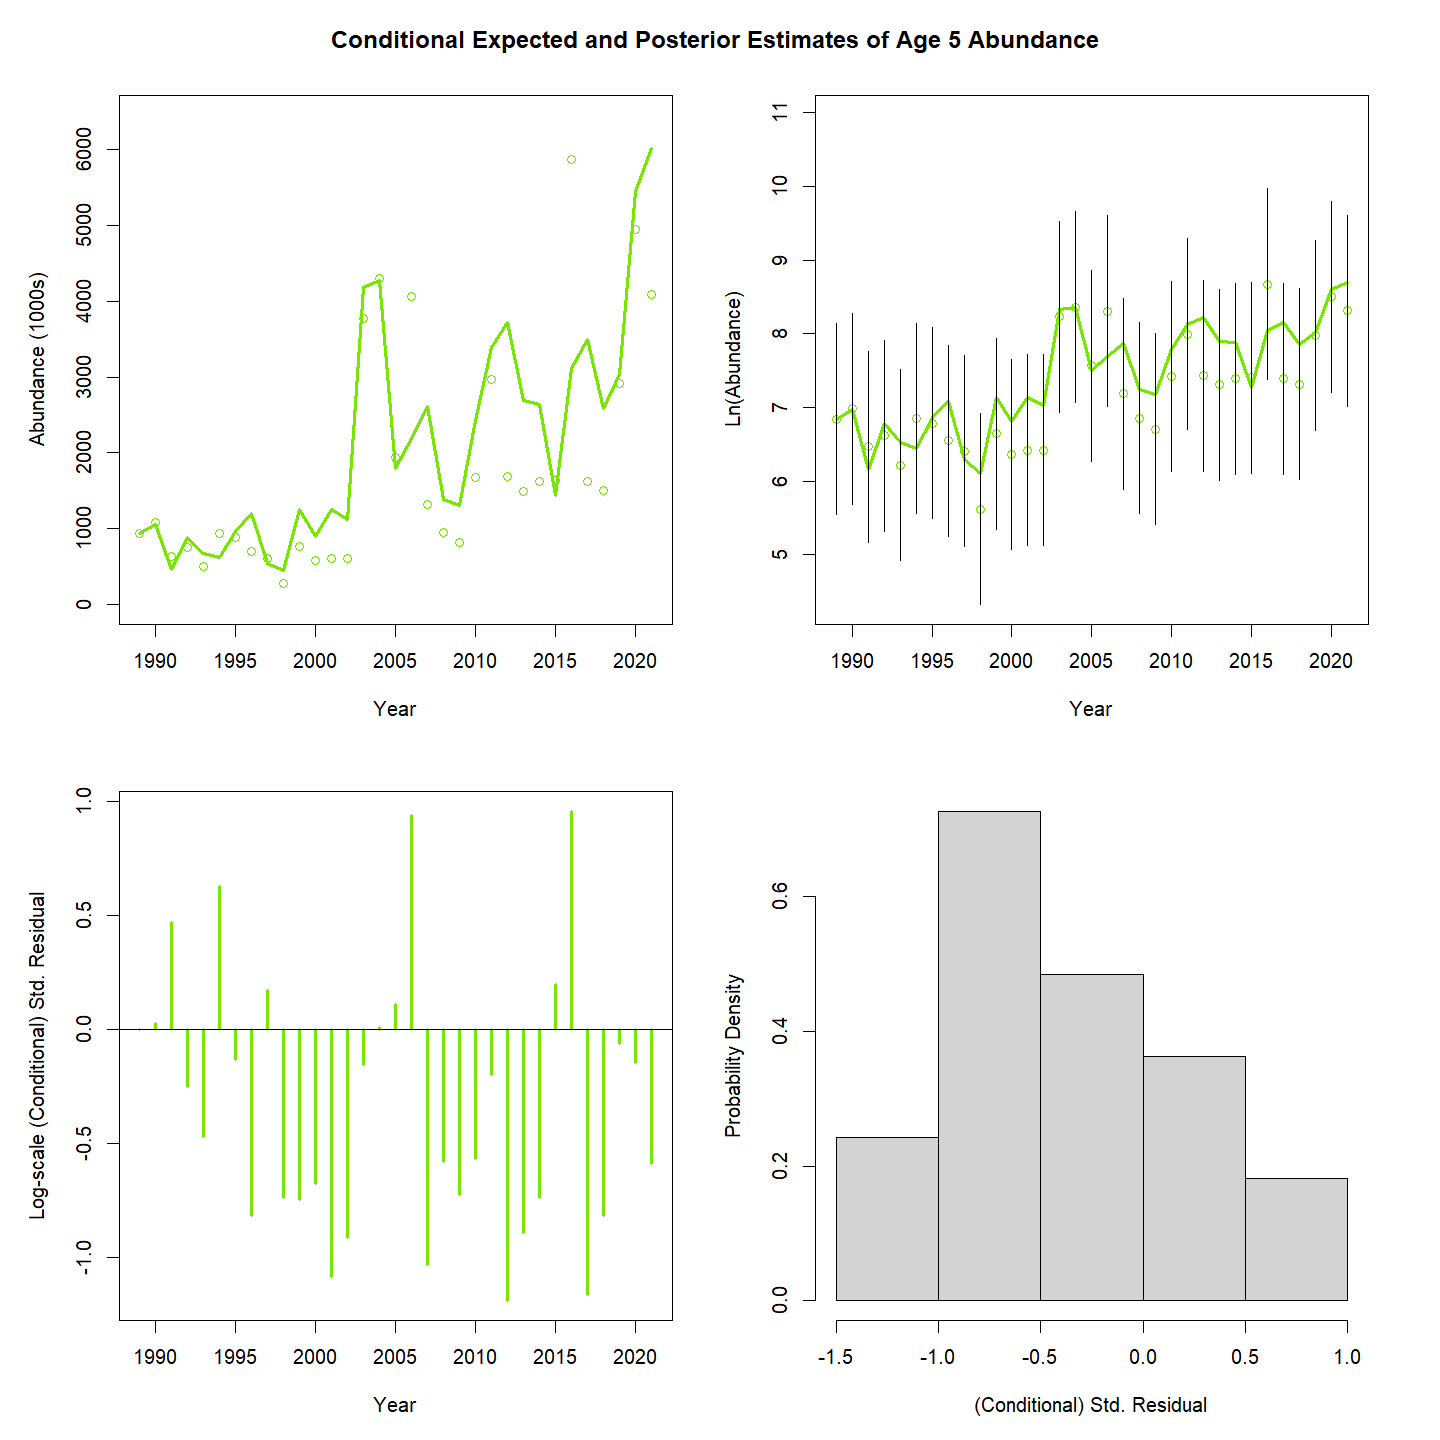 Conditional Expected and Posterior Estimates of Age 5 Abundance
Abundance (1000s)
6000
5000
4000
3000
2000
1000
0
1990 1995 2000 2005 2010 2015 2020
Year
Ln(Abundance)
11
10
9
8
7
6
5
1990 1995 2000 2005 2010 2015 2020
Year
Log-scale (Conditional) Std. Residual
1.0
0.5
0.0
-0.5
-1.0
1990 1995 2000 2005 2010 2015 2020
Year
Probability Density
0.6
0.4
0.2
0.0
-1.5 -1.0 -0.5 0.0 0.5 1.0
(Conditional) Std. Residual